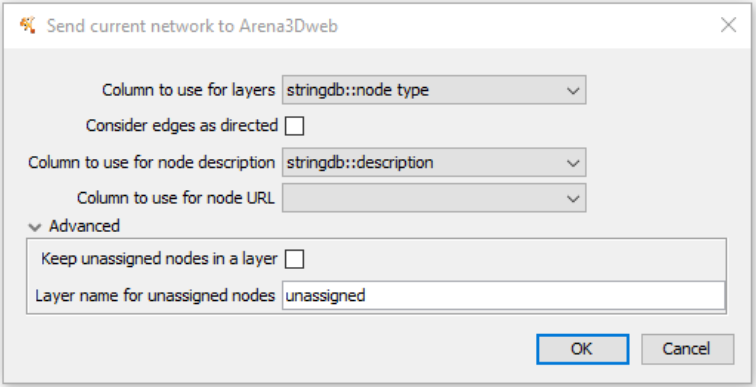 Send current network to Arena3Dweb
Column to use for layers stringdb::node type
Consider edges as directed
Column to use for node description stringdb::description
Column to use for node URL
Advanced
Keep unassigned nodes in a layer
Layer name for unassigned nodes unassigned
OK Cancel